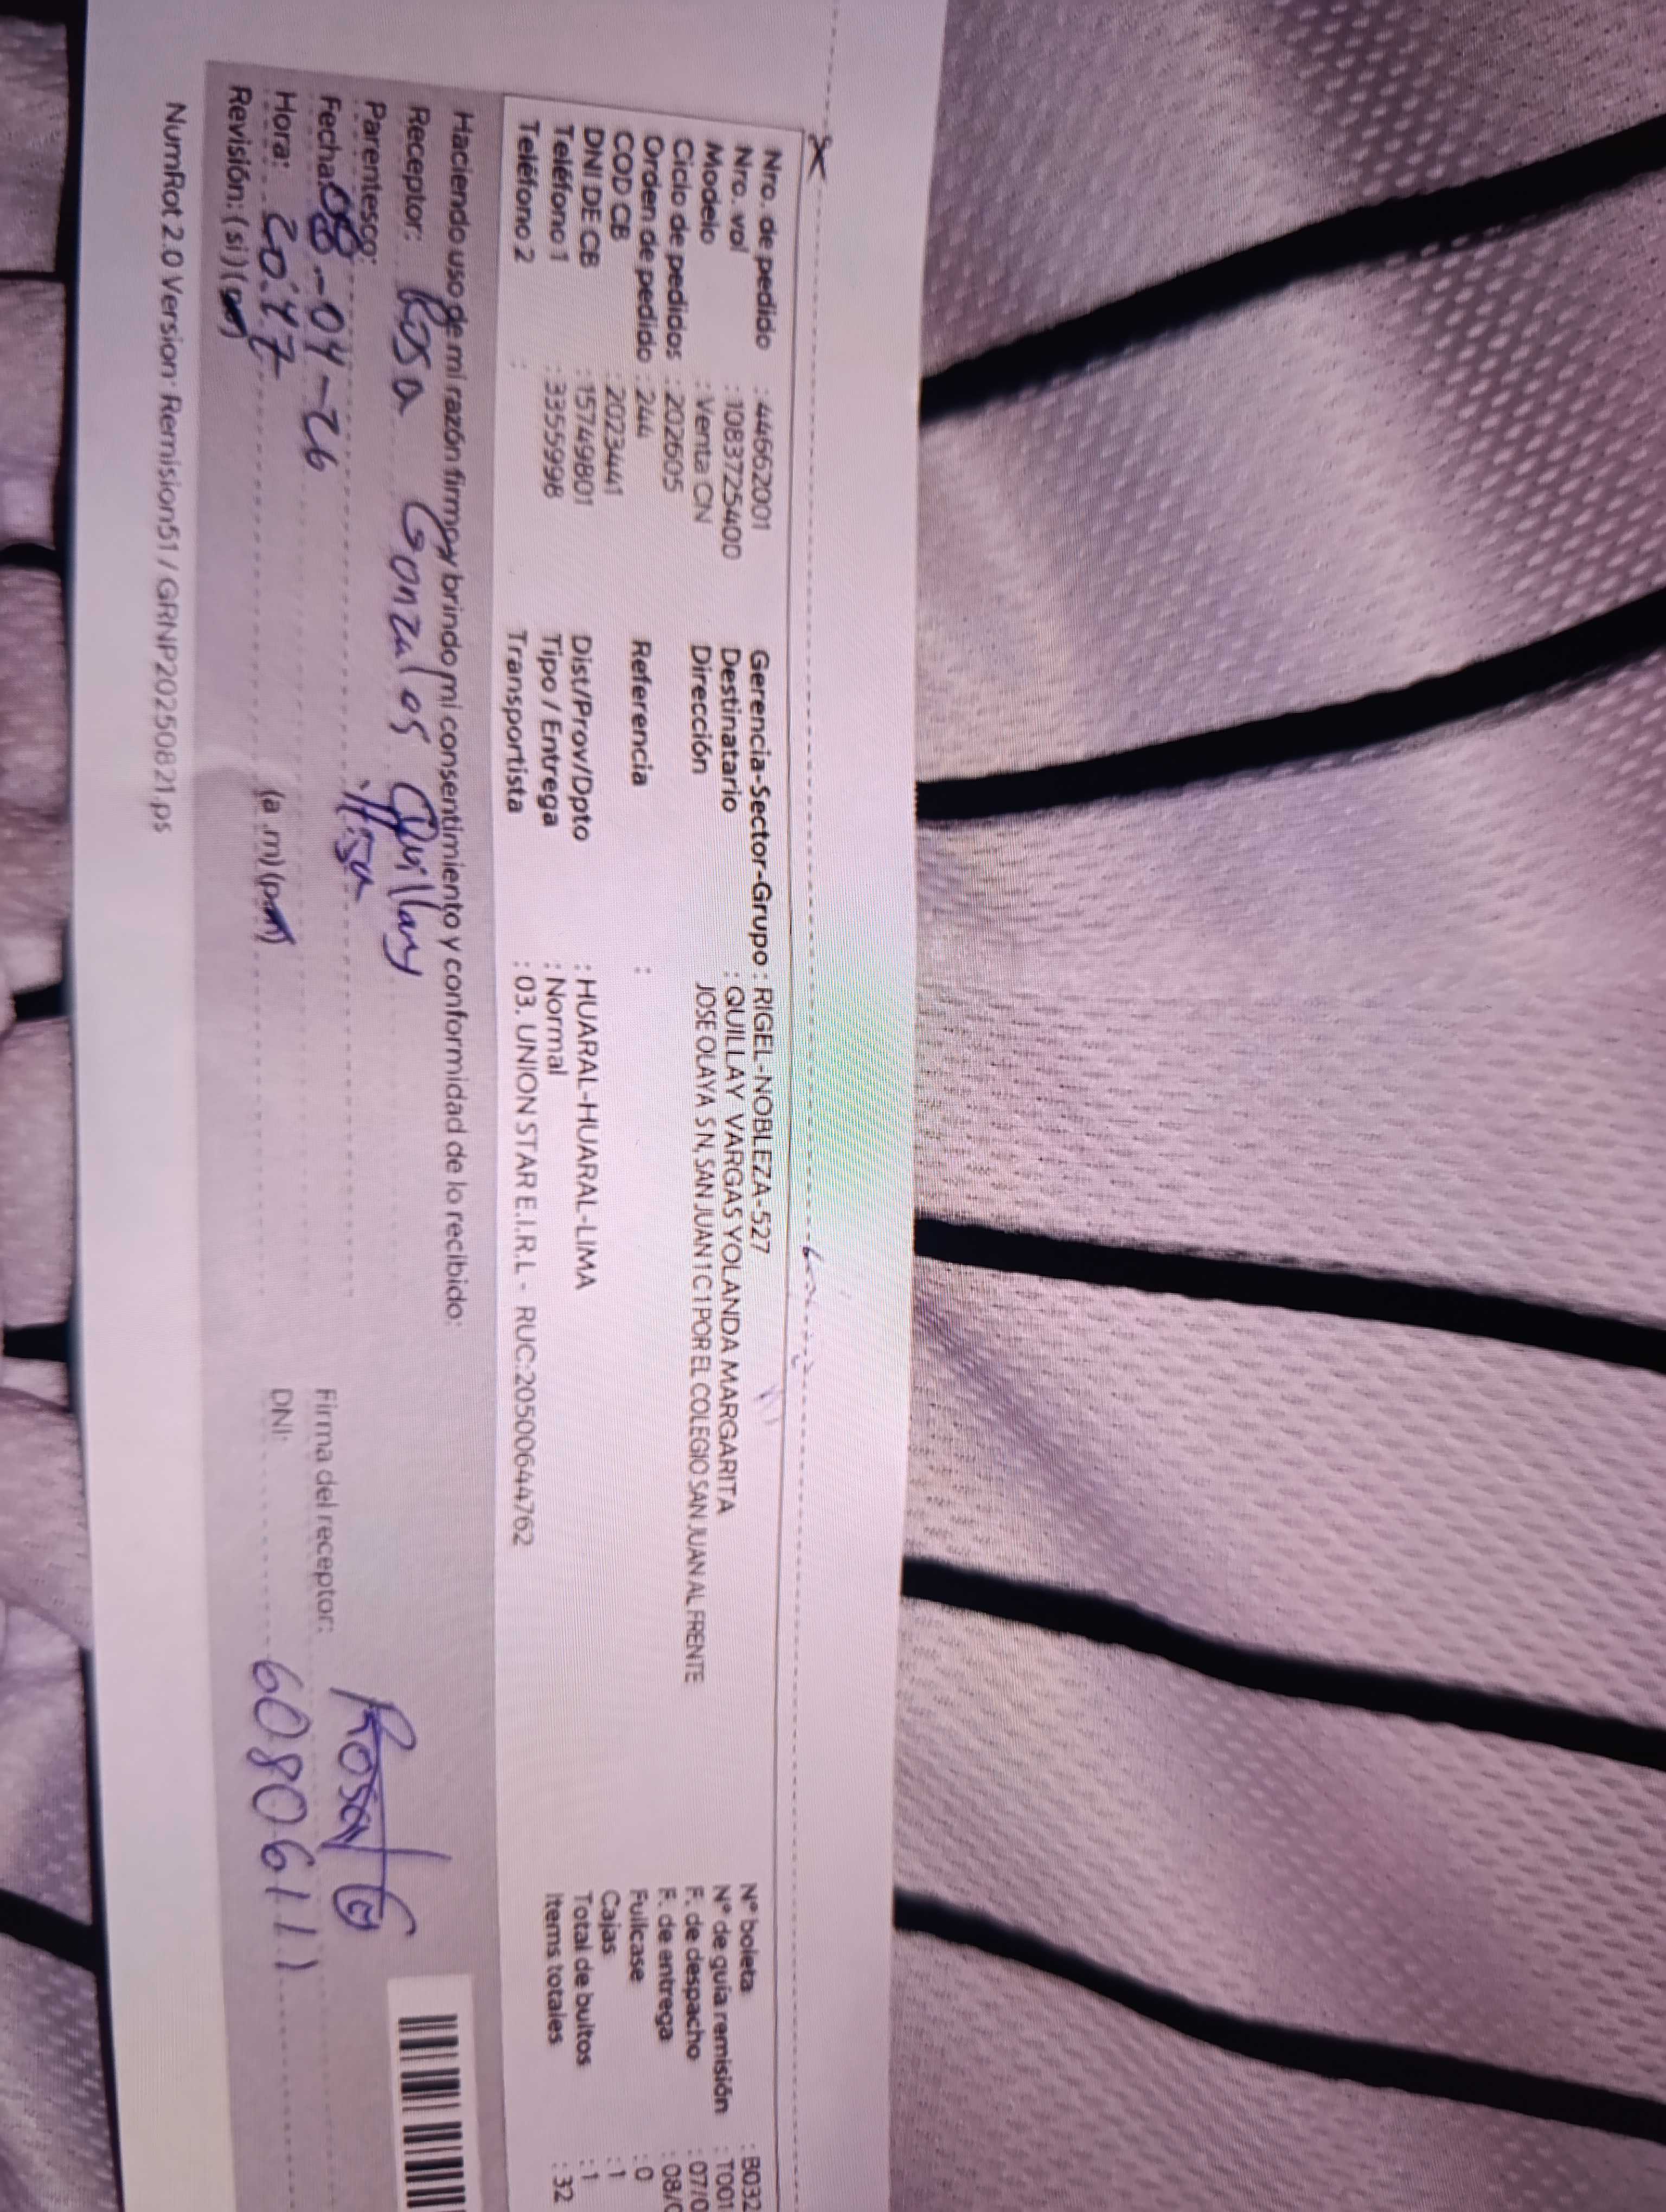 Nro. de pedido : 44662001
Nro. vol : 1083725400
Modelo : Venta CN
Ciclo de pedidos : 202605
Orden de pedido : 244
COD CB : 2023441
DNI DE CB : 15749801
Teléfono 1 : 3355998
Teléfono 2 :
Gerencia-Sector-Grupo : RIGEL-NOBLEZA-527
Destinatario : QUILLAY VARGAS YOLANDA MARGARITA
Dirección JOSE OLAYA S N, SAN JUAN 1 C 1 POR EL COLEGIO SAN JUAN AL FRENTE
Referencia :
Dist/Prov/Dpto : HUARAL-HUARAL-LIMA
Tipo / Entrega : Normal
Transportista : 03. UNION STAR E.I.R.L - RUC:20500644762
N° boleta : B032
N° de guía remisión : T001
F. de despacho : 07/0
F. de entrega : 08/0
Fullcase : 0
Cajas : 1
Total de bultos : 1
Items totales : 32
Haciendo uso de mi razón firmo y brindo mi consentimiento y conformidad de lo recibido:
Receptor: Rosa Gonzalos
Parentesco: Hija
Fecha: 08-04-26
Hora: 20:47 (a .m) (p.m)
Revisión: ( si ) (
Firma del receptor: Rosa G
DNI: 60806111
NumRot 2.0 Version: Remision51 / GRNP20250821.ps